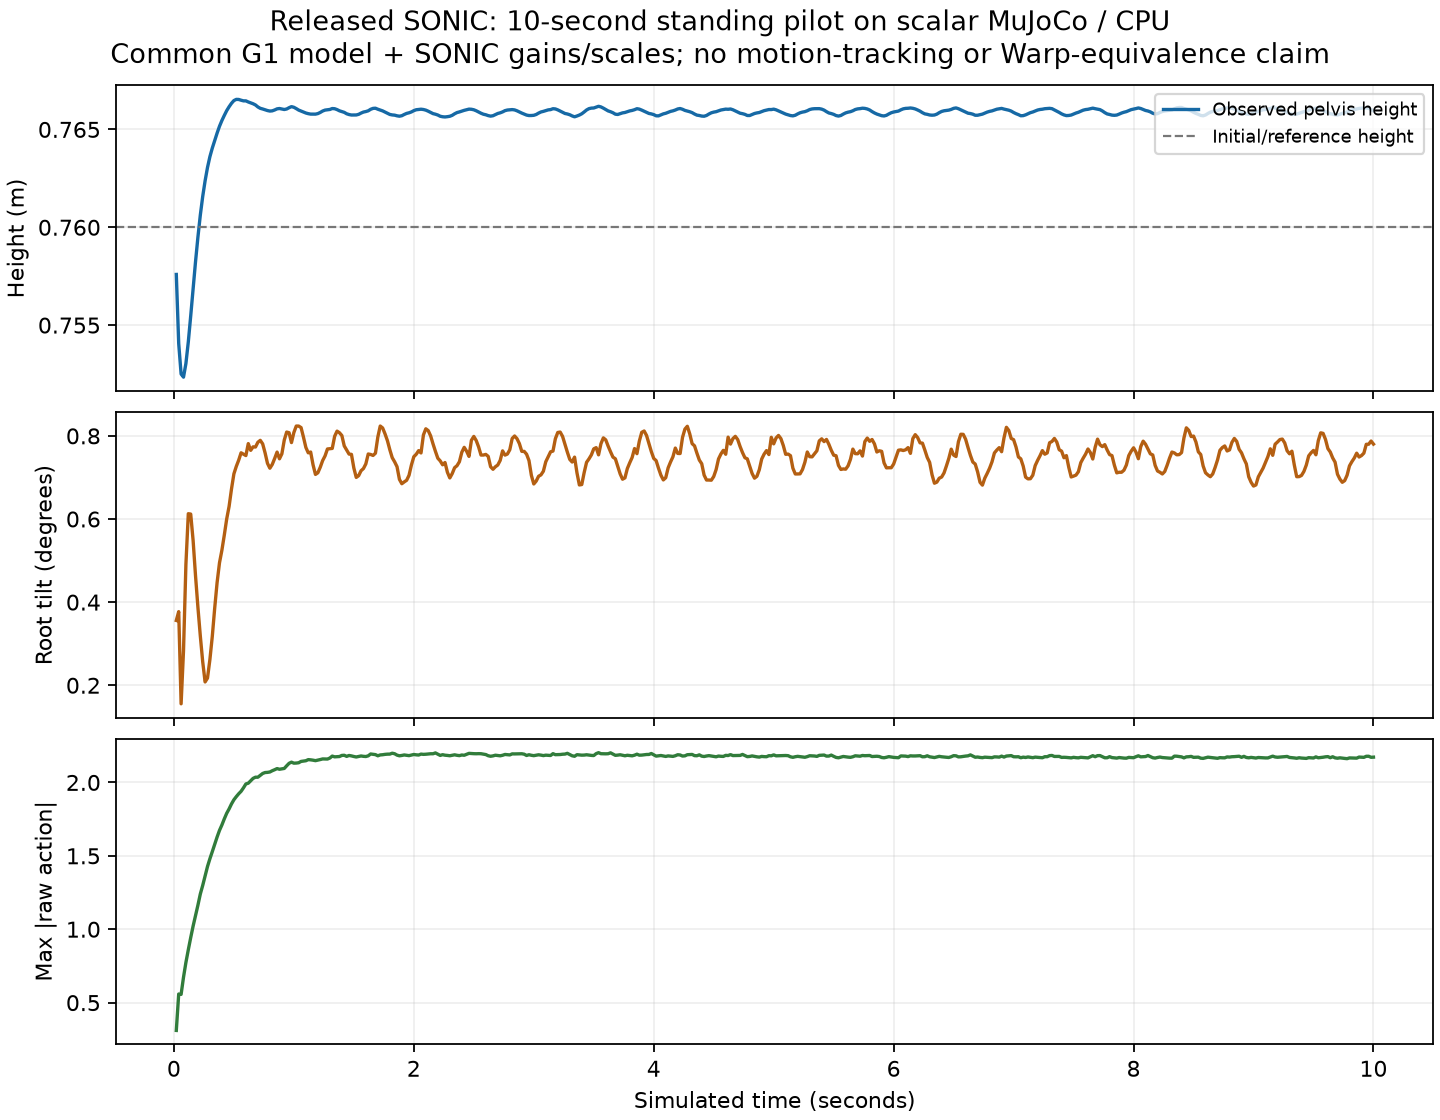 Released SONIC: 10-second standing pilot on scalar MuJoCo / CPU
Common G1 model + SONIC gains/scales; no motion-tracking or Warp-equivalence claim
Height (m)
0.765
0.760
0.755
Observed pelvis height
Initial/reference height
Root tilt (degrees)
0.8
0.6
0.4
0.2
Max |raw action|
2.0
1.5
1.0
0.5
0 2 4 6 8 10
Simulated time (seconds)